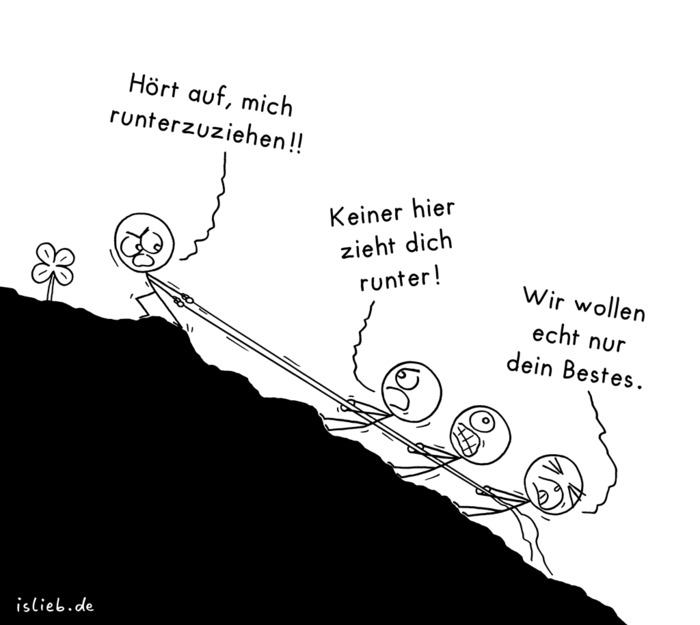 Hört auf, mich
runterzuziehen!!
Keiner hier
zieht dich
runter!
Wir wollen
echt nur
dein Bestes.
islieb.de